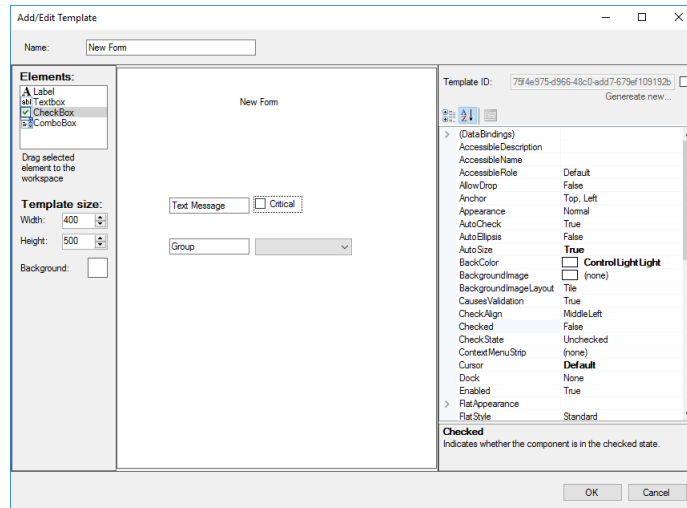 Add/Edit Template
Name: New Form
Elements:
Label
Textbox
CheckBox
ComboBox
Drag selected
element to the
workspace
Template size:
Width: 400
Height: 500
Background:
New Form
Text Message Critical
Group
Template ID: 75f4e975-d966-48c0-add7-679ef109192b
Genereate new...
(DataBindings)
AccessibleDescription
AccessibleName
AccessibleRole Default
AllowDrop False
Anchor Top, Left
Appearance Normal
AutoCheck True
AutoEllipsis False
AutoSize True
BackColor ControlLightLight
BackgroundImage (none)
BackgroundImageLayout Tile
CausesValidation True
CheckAlign MiddleLeft
Checked False
CheckState Unchecked
ContextMenuStrip (none)
Cursor Default
Dock None
Enabled True
FlatAppearance
FlatStyle Standard
Checked
Indicates whether the component is in the checked state.
OK Cancel